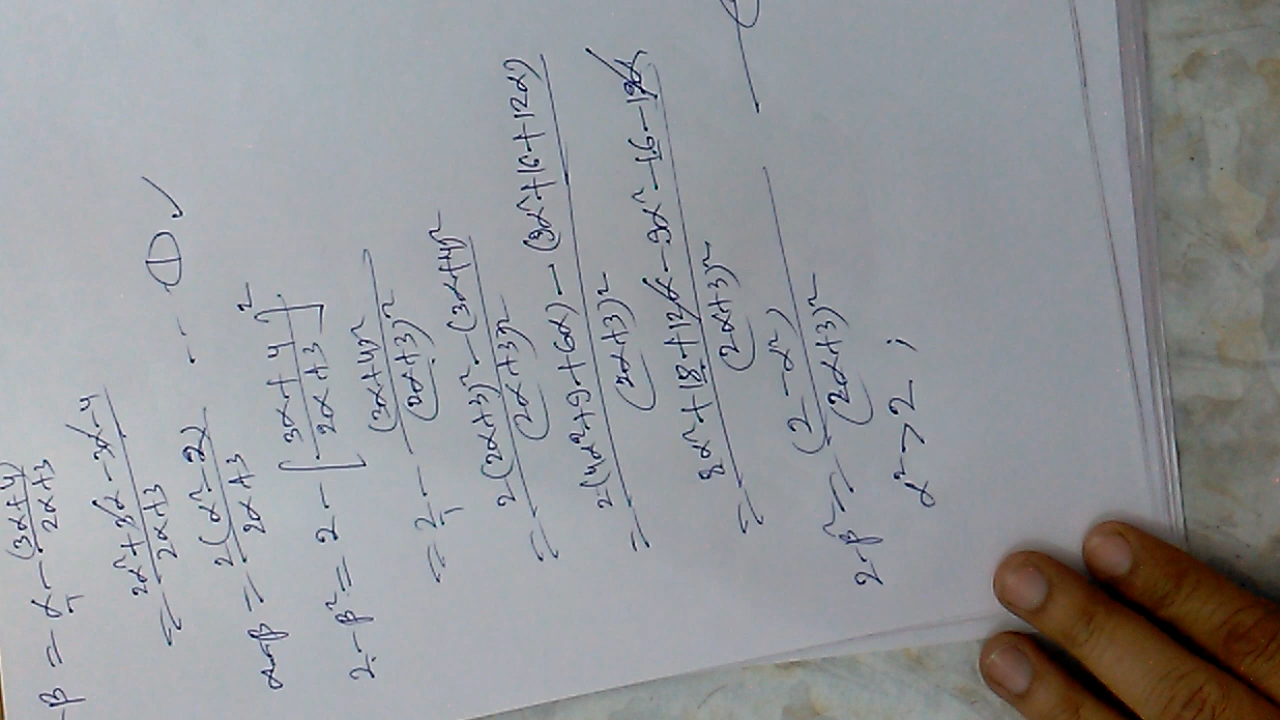 -β = α/1 - (3α+4)/2α+3
= 2α²+3α-3α-4/2α+3
α-β = 2(α²-2)/2α+3 --- ① ✓
2-β² = 2-[3α+4/2α+3]²
= 2/1 - (3α+4)²/(2α+3)²
= 2(2α+3)²-(3α+4)²/(2α+3)²
= 2(4α²+9+6α)-(3α²+16+12α)/(2α+3)²
= 8α²+18+12α-9α²-16-12α/(2α+3)²
2-β² = (2-α²)/(2α+3)² —
α²>2;